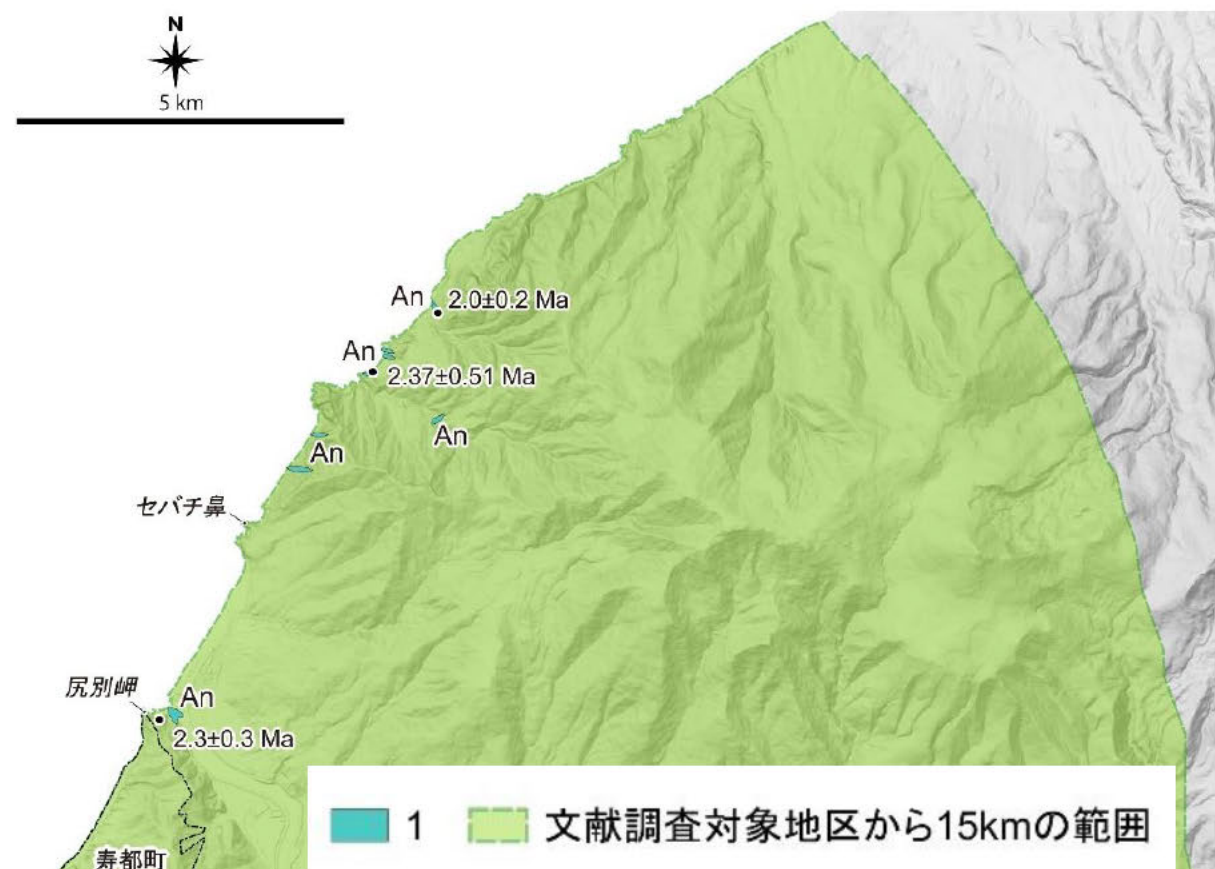 N
5 km
An 2.0±0.2 Ma
An
2.37±0.51 Ma
An
An
セバチ鼻
尻別岬
An
2.3±0.3 Ma
寿都町
1 文献調査対象地区から15kmの範囲